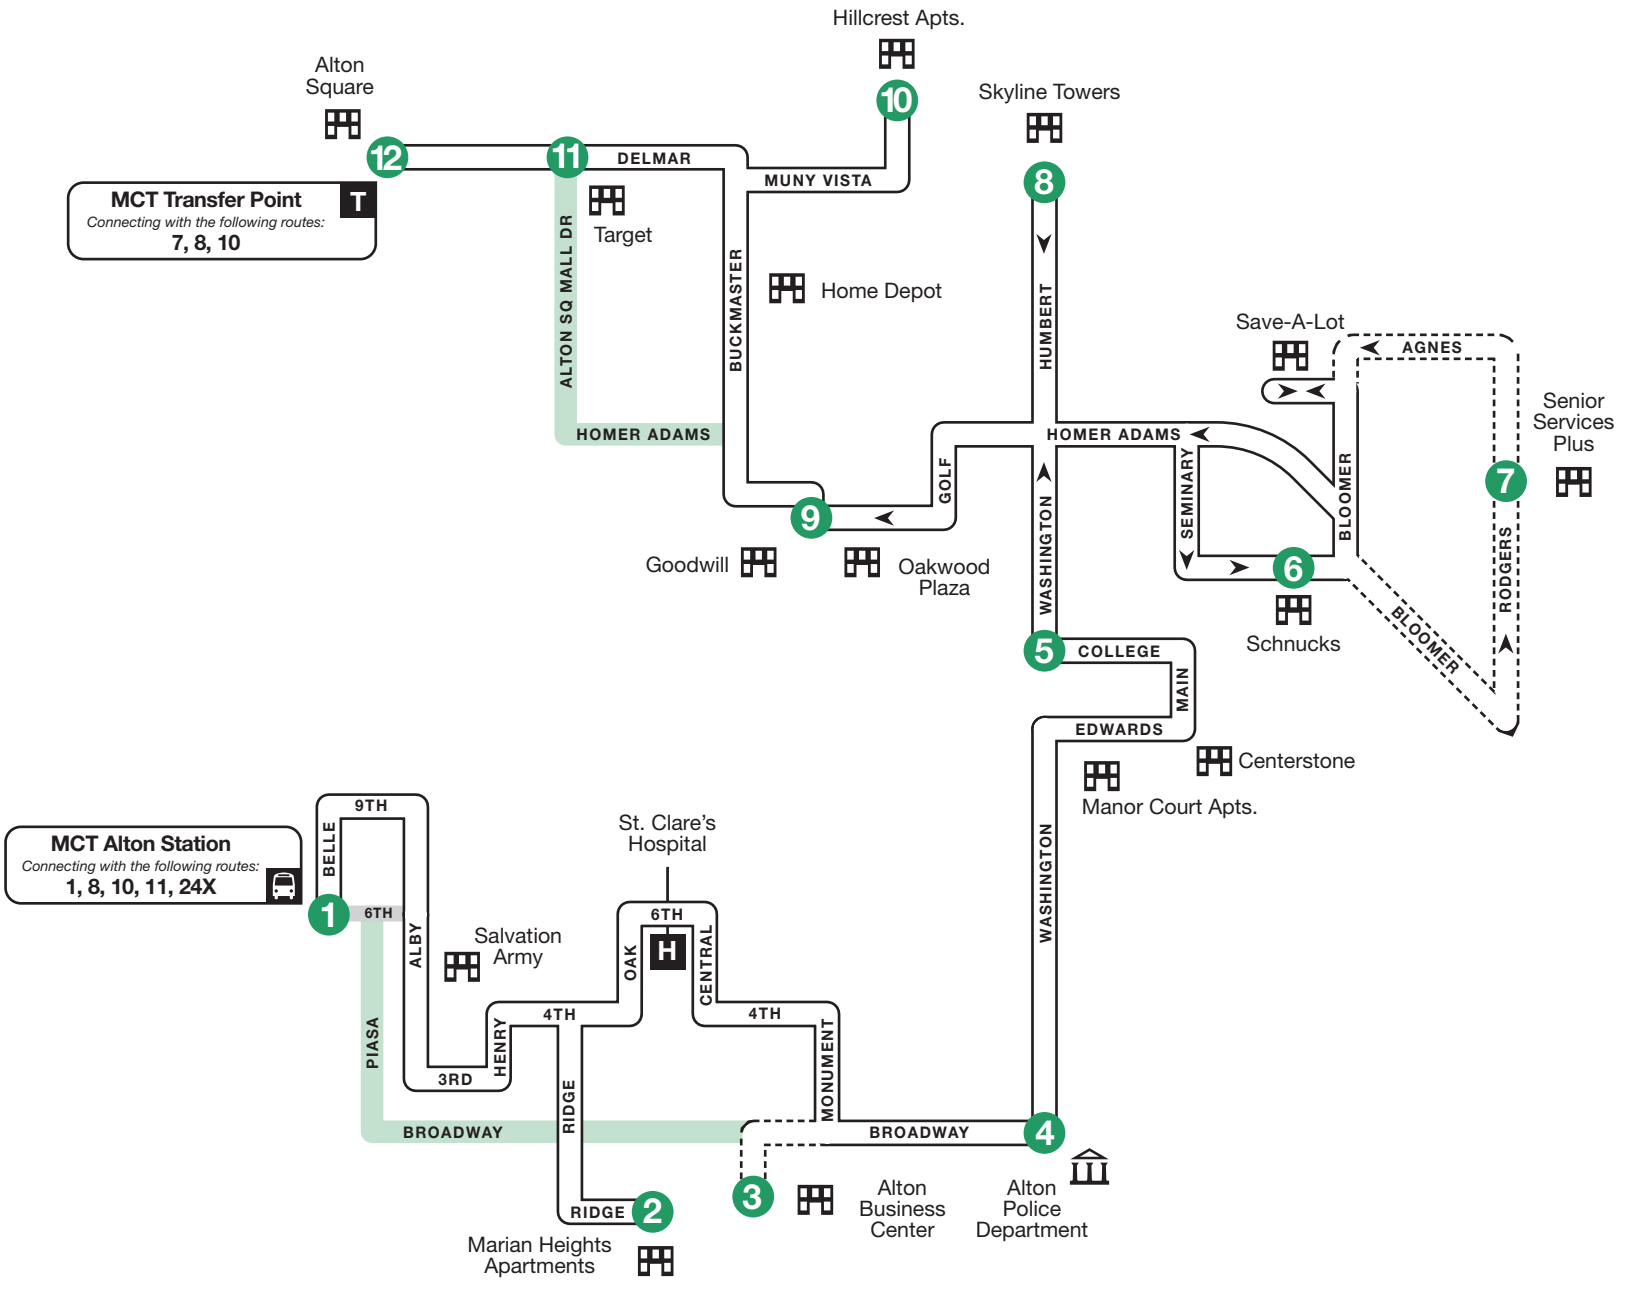 Hillcrest Apts.
10
Alton
Square
Skyline Towers
12
11
DELMAR
MUNY VISTA
8
MCT Transfer Point
T
Connecting with the following routes:
7, 8, 10
Target
ALTON SQ MALL DR
BUCKMASTER
Home Depot
HUMBERT
Save-A-Lot
AGNES
Senior
Services
Plus
HOMER ADAMS
HOMER ADAMS
GOLF
SEMINARY
BLOOMER
7
9
WASHINGTON
Goodwill
Oakwood
Plaza
6
Schnucks
RODGERS
BLOOMER
5
COLLEGE
MAIN
EDWARDS
Centerstone
Manor Court Apts.
9TH
BELLE
MCT Alton Station
Connecting with the following routes:
1, 8, 10, 11, 24X
St. Clare's
Hospital
WASHINGTON
1
6TH
ALBY
Salvation
Army
6TH
H
OAK
CENTRAL
4TH
4TH
PIASA
HENRY
3RD
RIDGE
MONUMENT
BROADWAY
BROADWAY
4
3
RIDGE
2
Alton
Business
Center
Alton
Police
Department
Marian Heights
Apartments